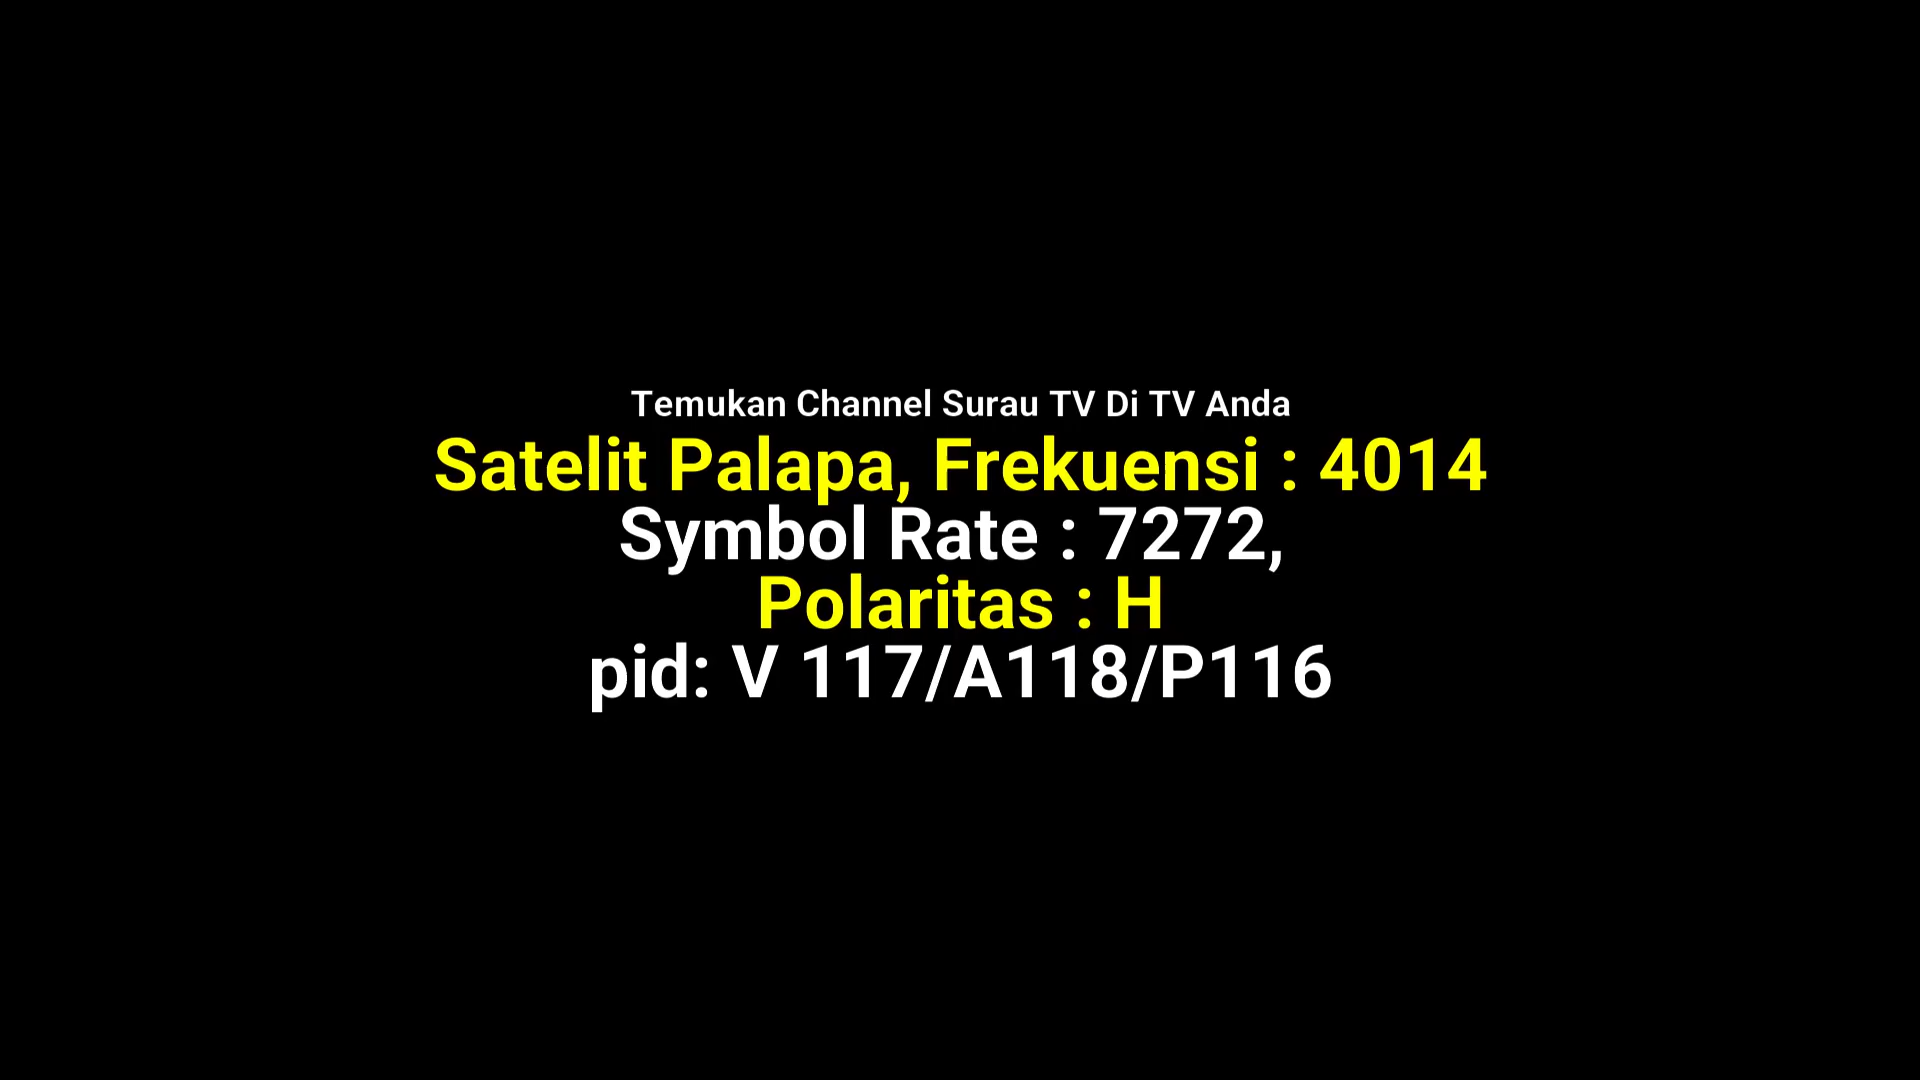 Temukan Channel Surau TV Di TV Anda
Satelit Palapa, Frekuensi : 4014
Symbol Rate : 7272,
Polaritas : H
pid: V 117/A118/P116